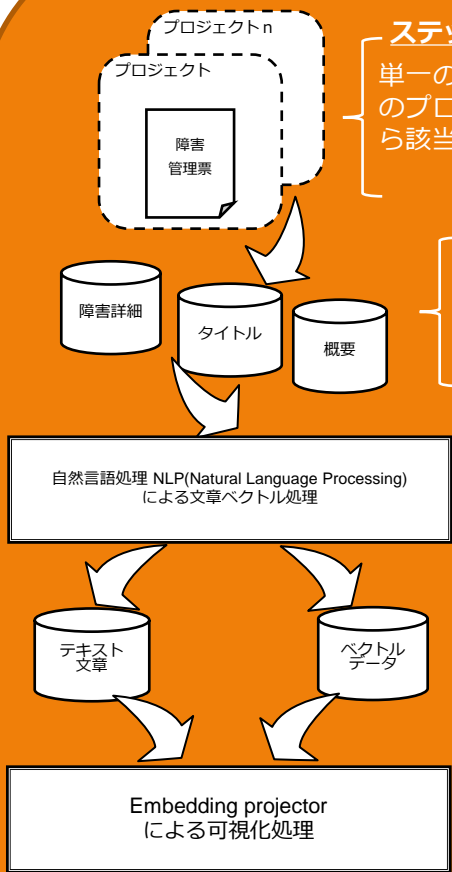 プロジェクトn
プロジェクト
障害
管理票
ステッ
単一の
のプロ
ら該当
障害詳細
タイトル
概要
自然言語処理 NLP(Natural Language Processing)
による文章ベクトル処理
テキスト
文章
ベクトル
データ
Embedding projector
による可視化処理